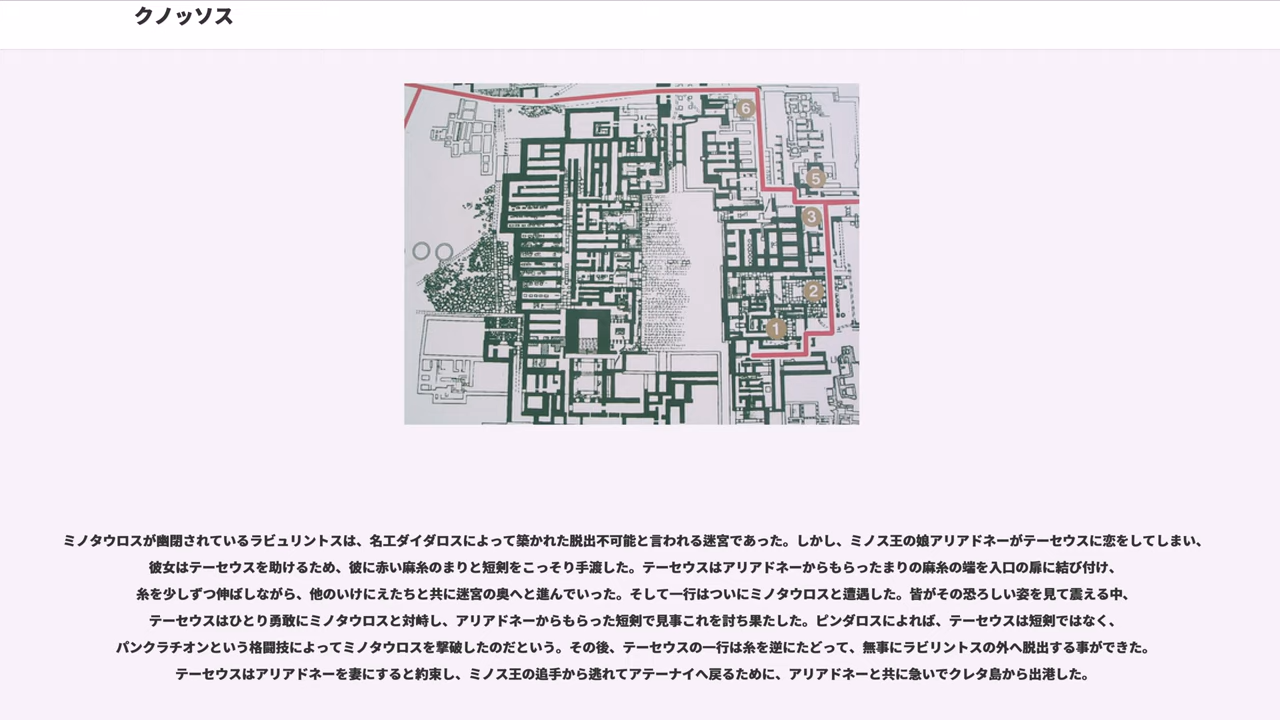 クノッソス
6
5
3
2
1
ミノタウロスが幽閉されているラビュリントスは、名工ダイダロスによって築かれた脱出不可能と言われる迷宮であった。しかし、ミノス王の娘アリアドネーがテーセウスに恋をしてしまい、
彼女はテーセウスを助けるため、彼に赤い麻糸のまりと短剣をこっそり手渡した。テーセウスはアリアドネーからもらったまりの麻糸の端を入口の扉に結び付け、
糸を少しずつ伸ばしながら、他のいけにえたちと共に迷宮の奥へと進んでいった。そして一行はついにミノタウロスと遭遇した。皆がその恐ろしい姿を見て震える中、
テーセウスはひとり勇敢にミノタウロスと対峙し、アリアドネーからもらった短剣で見事これを討ち果たした。ピンダロスによれば、テーセウスは短剣ではなく、
パンクラチオンという格闘技によってミノタウロスを撃破したのだという。その後、テーセウスの一行は糸を逆にたどって、無事にラビリントスの外へ脱出する事ができた。
テーセウスはアリアドネーを妻にすると約束し、ミノス王の追手から逃れてアテーナイへ戻るために、アリアドネーと共に急いでクレタ島から出港した。